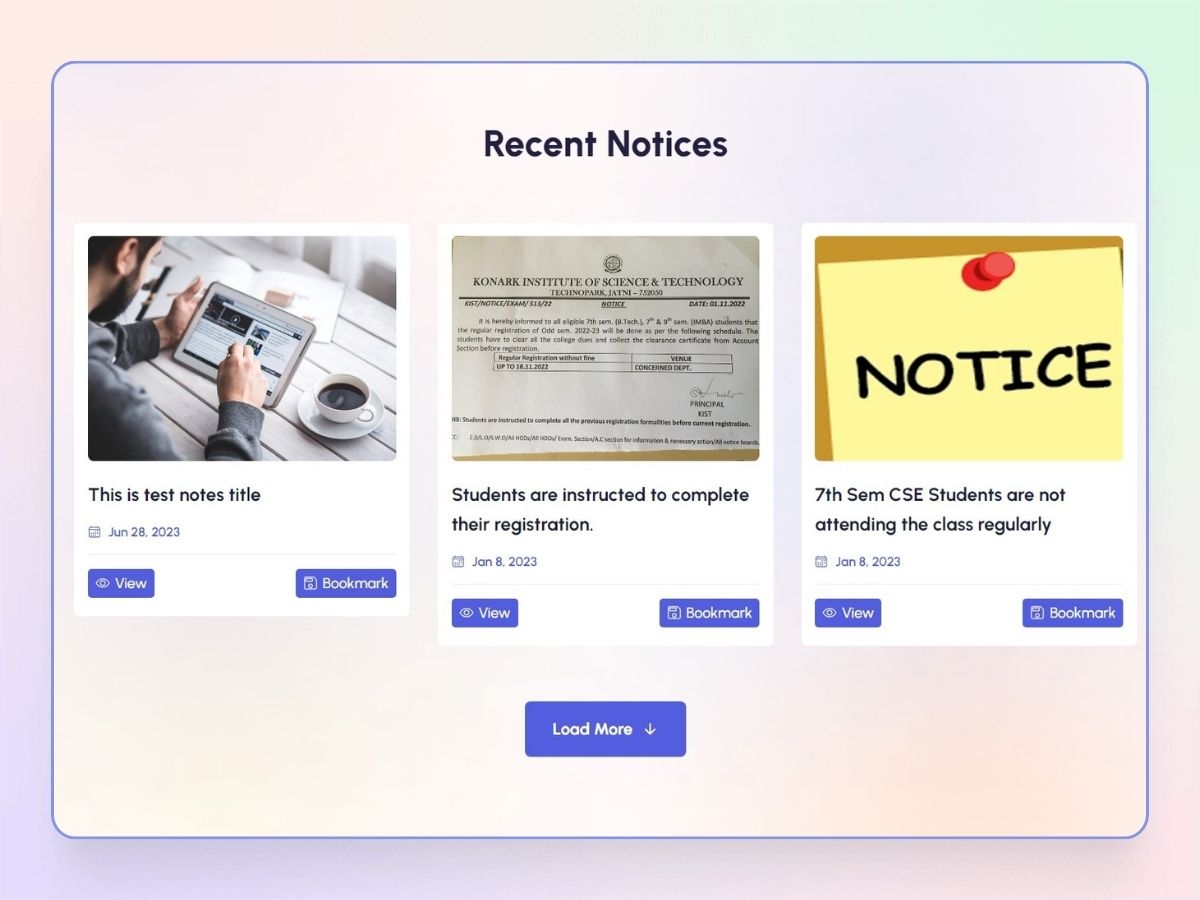 Recent Notices
This is test notes title
Jun 28, 2023
View
Bookmark
KONARK INSTITUTE OF SCIENCE & TECHNOLOGY
TECHNOPARK, JATNI – 752050
KIST/NOTICE/EXAM/ 513/22 NOTICE DATE: 01.11.2022
It is hereby informed to all eligible 7th sem. (B.Tech.), 7th & 9th sem. (IMBA) students that
the regular registration of Odd sem. 2022-23 will be done as per the following schedule. The
students have to clear all the college dues and collect the clearance certificate from Account
Section before registration.
Regular Registration without fine VENUE
UP TO 16.11.2022 CONCERNED DEPT.
PRINCIPAL
KIST
NB: Students are instructed to complete all the previous registration formalities before current registration.
E.O/S.O/S.W.O/All HODs/All HODs/ Exam. Section/A.C section for information & necessary action/All notice boards.
Students are instructed to complete
their registration.
Jan 8, 2023
View
Bookmark
NOTICE
7th Sem CSE Students are not
attending the class regularly
Jan 8, 2023
View
Bookmark
Load More